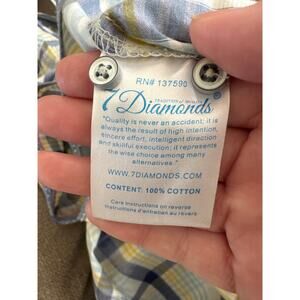 RN# 137590
7 Diamonds®
TRADITION of
"Quality is never an accident; it is
always the result of high intention,
sincere effort, intelligent direction
and skillful execution; it represents
the wise choice among many
alternatives."
WWW.7DIAMONDS.COM
CONTENT: 100% COTTON
Care Instructions on reverse
Instructions d'entretien au revers